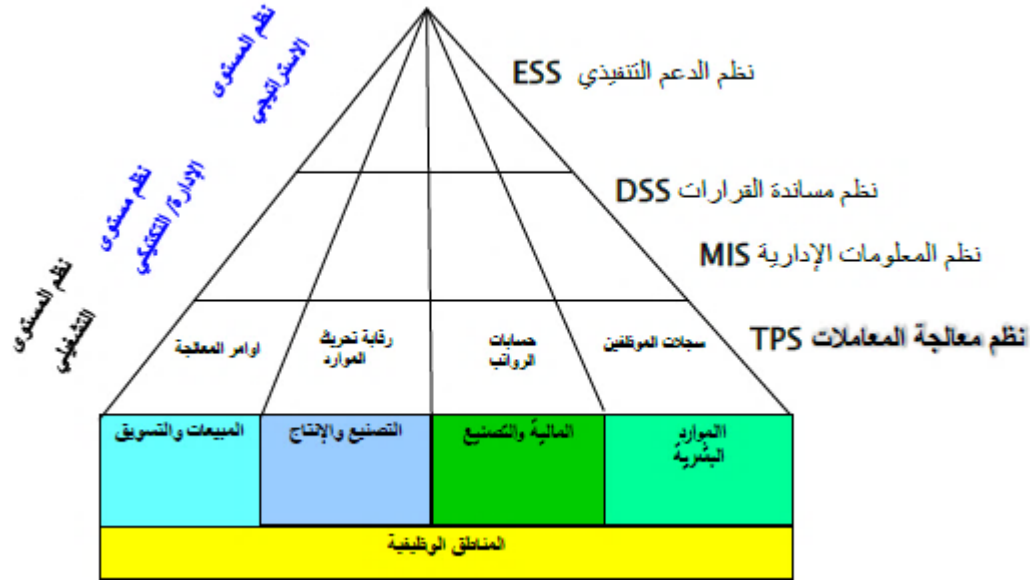 نظم المستوى
الاستراتيجي
نظم الدعم التنفيذي ESS
نظم مستوى
الإدارة/ التكتيكي
نظم مساندة القرارات DSS
نظم المعلومات الإدارية MIS
نظم المستوى
التشغيلي
نظم معالجة المعاملات TPS
سجلات الموظفين
حسابات
الرواتب
رقابة تحريك
الموارد
اوامر المعالجة
االموارد
البشرية
المالية والتصنيع
التصنيع والإنتاج
المبيعات والتسويق
المناطق الوظيفية